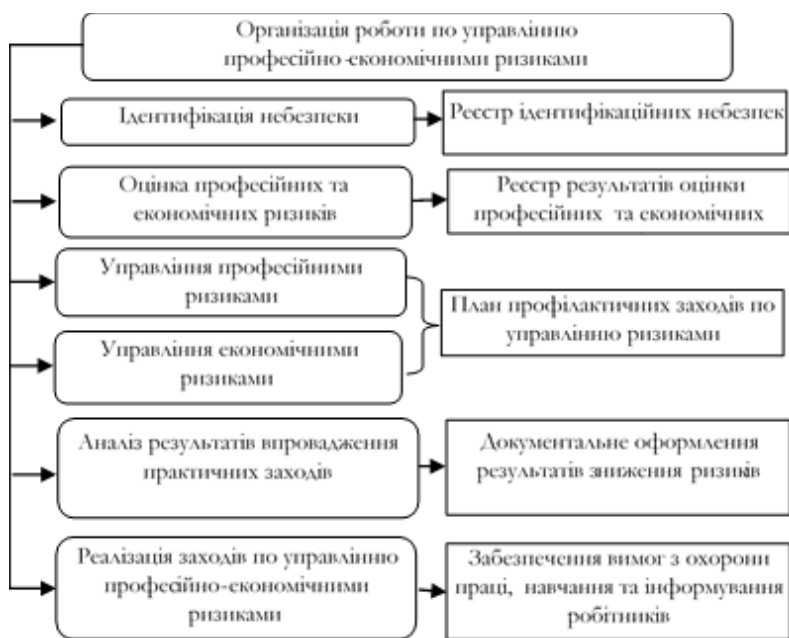 Організація роботи по управлінню
професійно-економічними ризиками
Ідентифікація небезпеки
Реєстр ідентифікаційних небезпек
Оцінка професійних та
економічних ризиків
Реєстр результатів оцінки
професійних та економічних
Управління професійними
ризиками
Управління економічними
ризиками
План профілактичних заходів по
управлінню ризиками
Аналіз результатів впровадження
практичних заходів
Документальне оформлення
результатів зниження ризиків
Реалізація заходів по управлінню
професійно-економічними
ризиками
Забезпечення вимог з охорони
праці, навчання та інформування
робітників